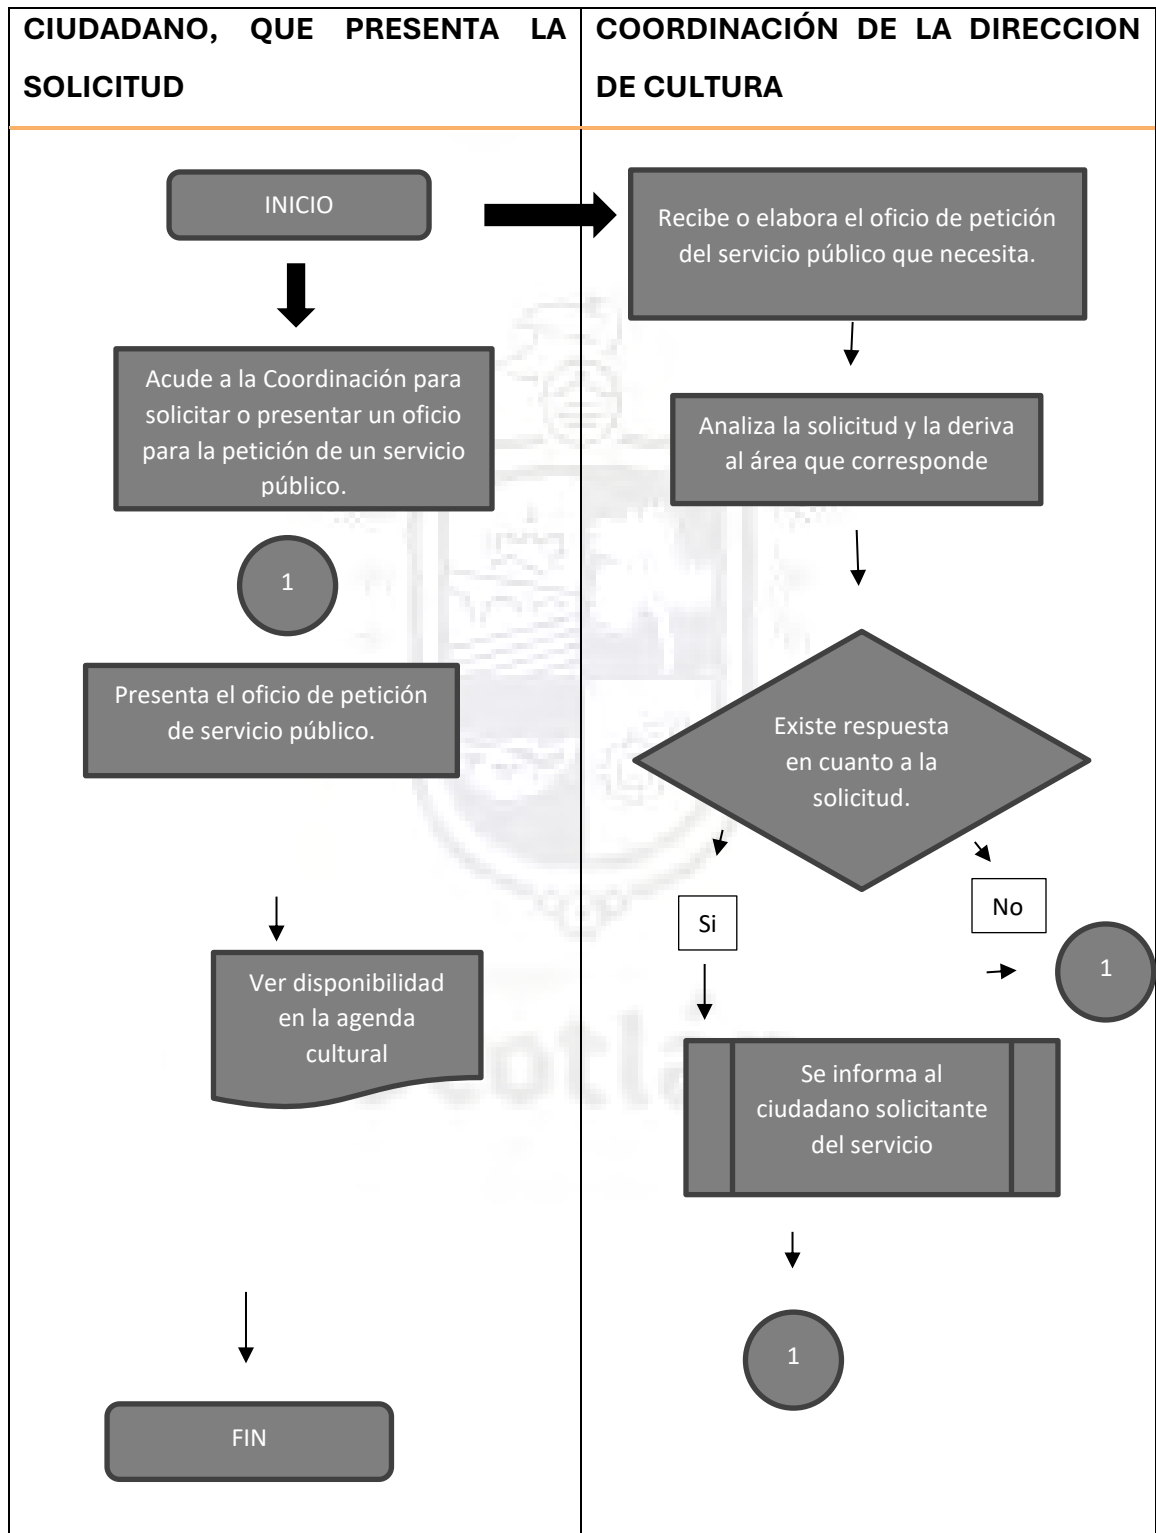 CIUDADANO, QUE PRESENTA LA
SOLICITUD
COORDINACIÓN DE LA DIRECCION
DE CULTURA
INICIO
Acude a la Coordinación para
solicitar o presentar un oficio
para la petición de un servicio
público.
1
Presenta el oficio de petición
de servicio público.
Ver disponibilidad
en la agenda
cultural
FIN
Recibe o elabora el oficio de petición
del servicio público que necesita.
Analiza la solicitud y la deriva
al área que corresponde
Existe respuesta
en cuanto a la
solicitud.
Si
No
1
Se informa al
ciudadano solicitante
del servicio
1